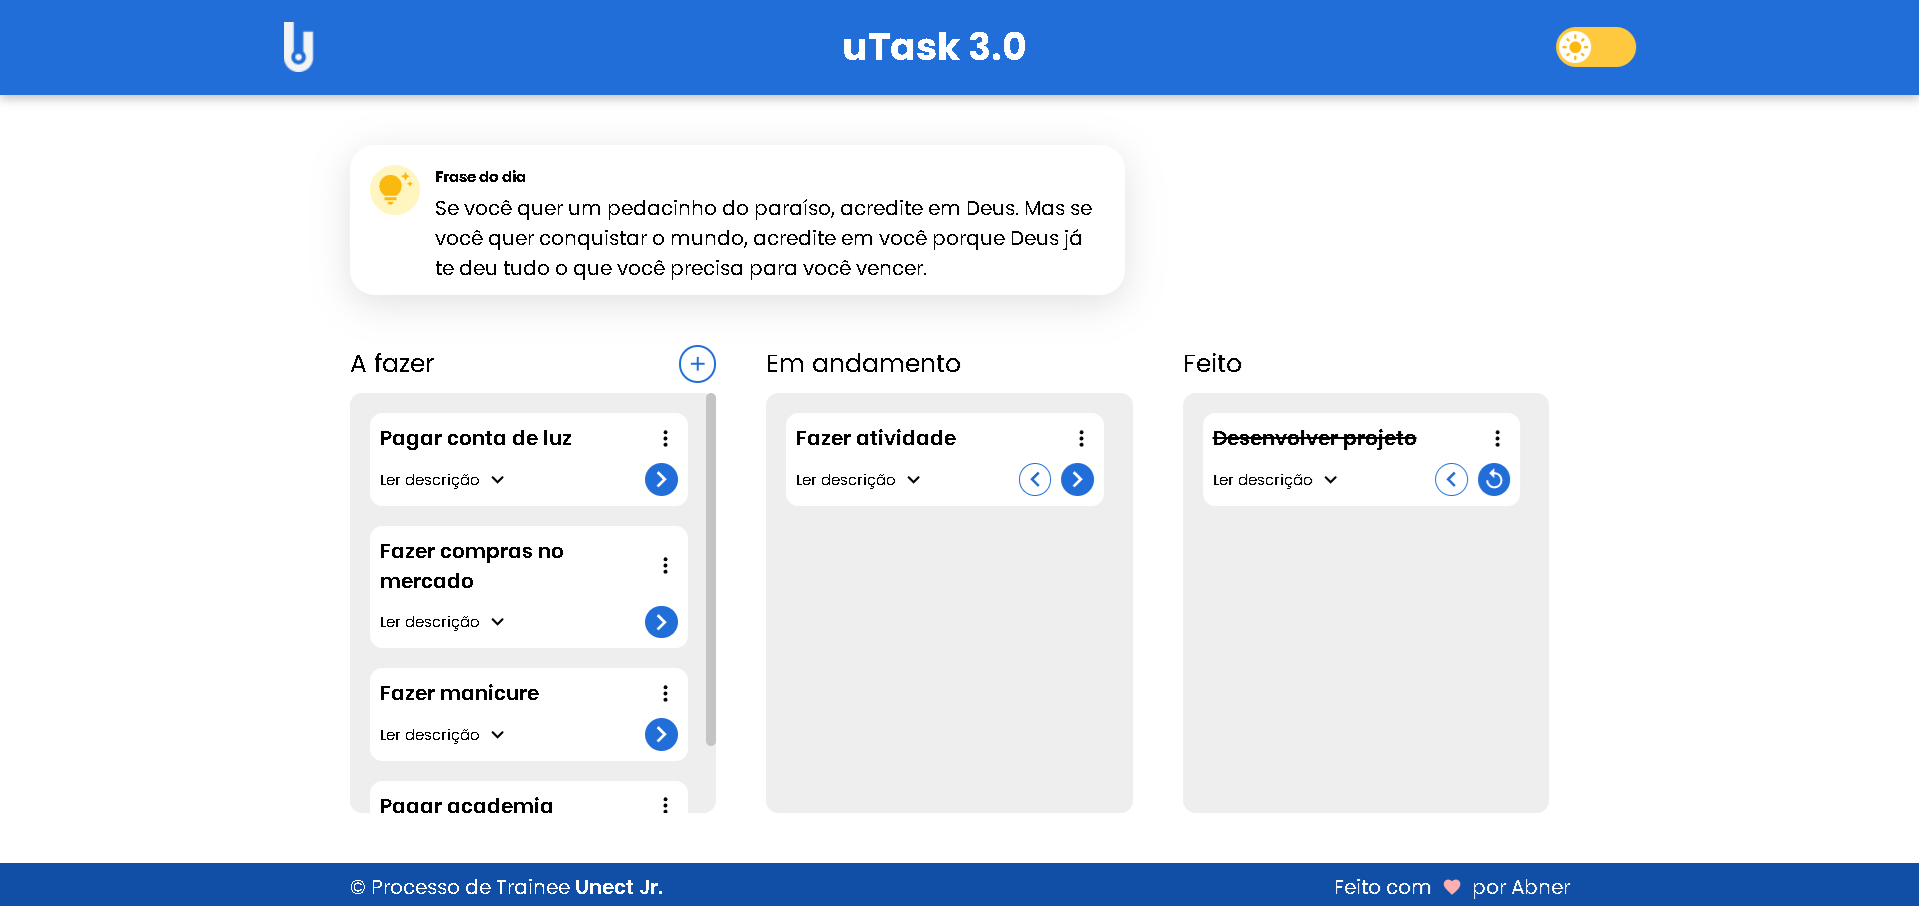 uTask 3.0
Frase do dia
Se você quer um pedacinho do paraíso, acredite em Deus. Mas se
você quer conquistar o mundo, acredite em você porque Deus já
te deu tudo o que você precisa para você vencer.
A fazer
Pagar conta de luz
Ler descrição
Fazer compras no
mercado
Ler descrição
Fazer manicure
Ler descrição
Pagar academia
Em andamento
Fazer atividade
Ler descrição
Feito
Desenvolver projeto
Ler descrição
© Processo de Trainee Unect Jr.
Feito com ❤ por Abner